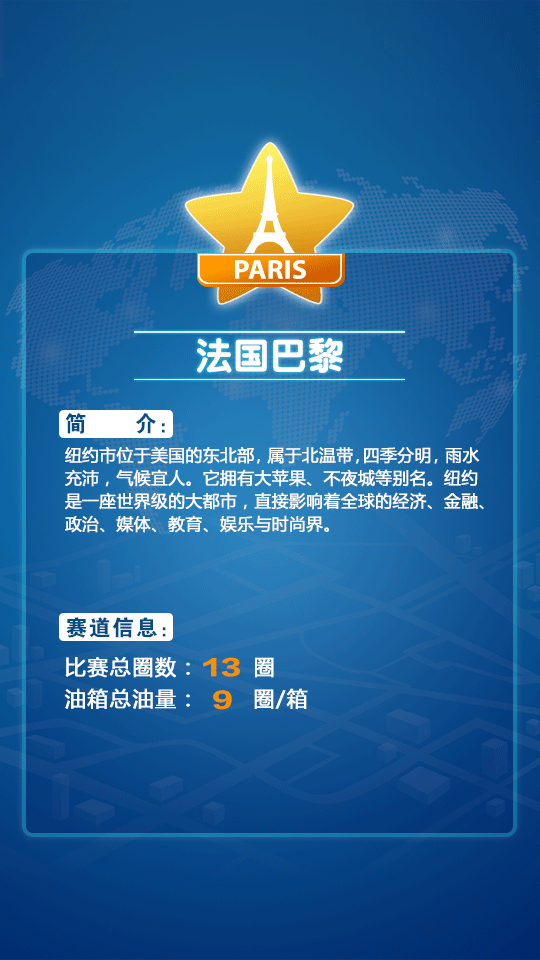 PARIS
法国巴黎
简 介：
纽约市位于美国的东北部，属于北温带，四季分明，雨水
充沛，气候宜人。它拥有大苹果、不夜城等别名。纽约
是一座世界级的大都市，直接影响着全球的经济、金融、
政治、媒体、教育、娱乐与时尚界。
赛道信息：
比赛总圈数： 13 圈
油箱总油量： 9 圈/箱